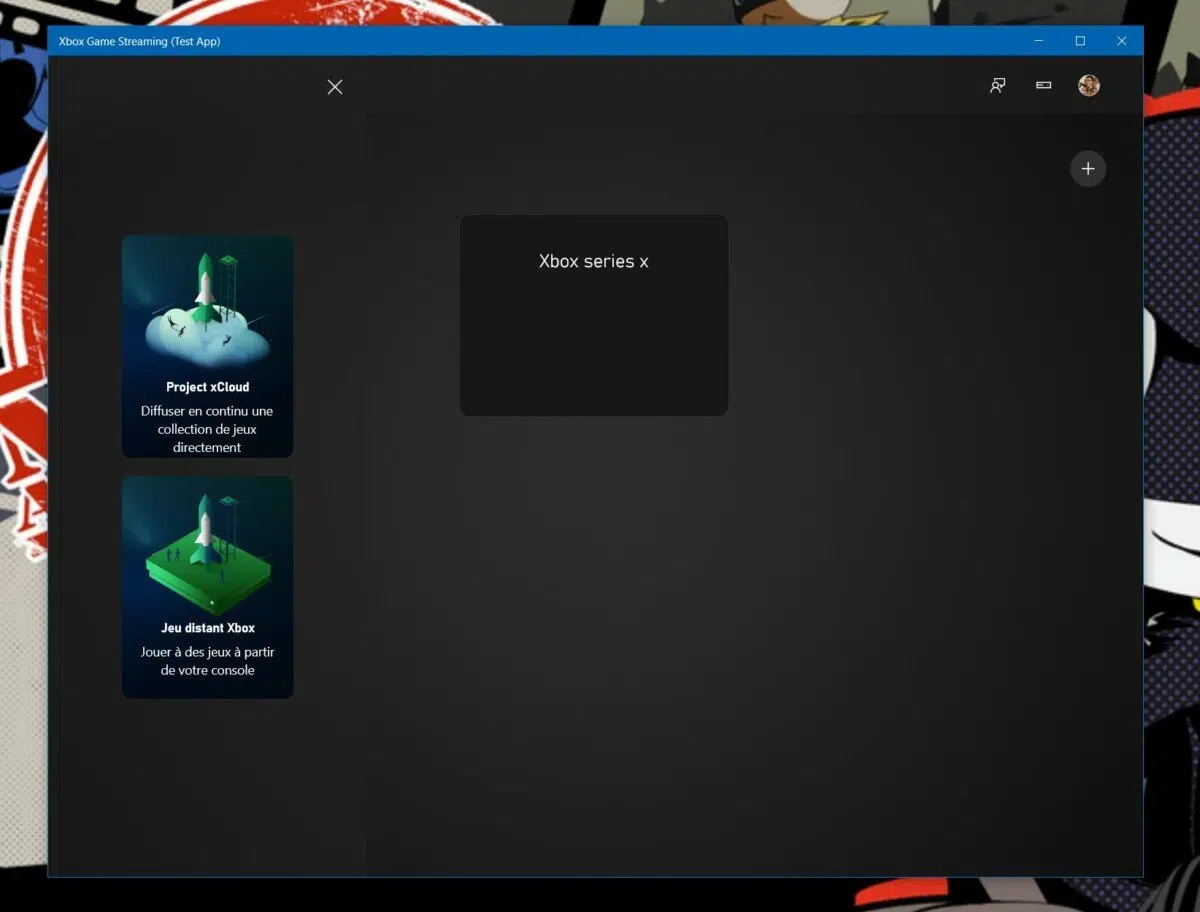 Xbox Game Streaming (Test App)
Project xCloud
Diffuser en continu une
collection de jeux
directement
Jeu distant Xbox
Jouer à des jeux à partir
de votre console
Xbox series x